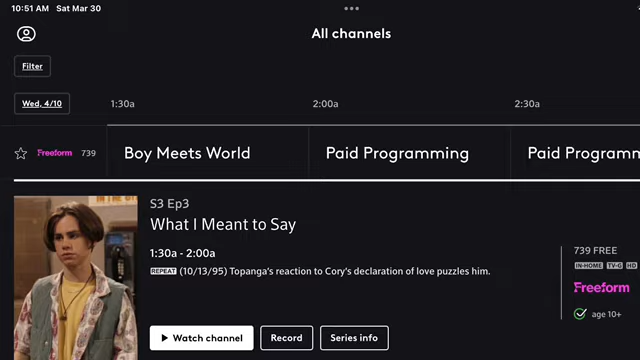 10:51 AM Sat Mar 30
All channels
Filter
Wed, 4/10 1:30a 2:00a 2:30a
Freeform 739 Boy Meets World Paid Programming Paid Programm
S3 Ep3
What I Meant to Say
1:30a - 2:00a
REPEAT (10/13/95) Topanga's reaction to Cory's declaration of love puzzles him.
739 FREE
IN-HOME TV-G HD
Freeform
age 10+
Watch channel Record Series info